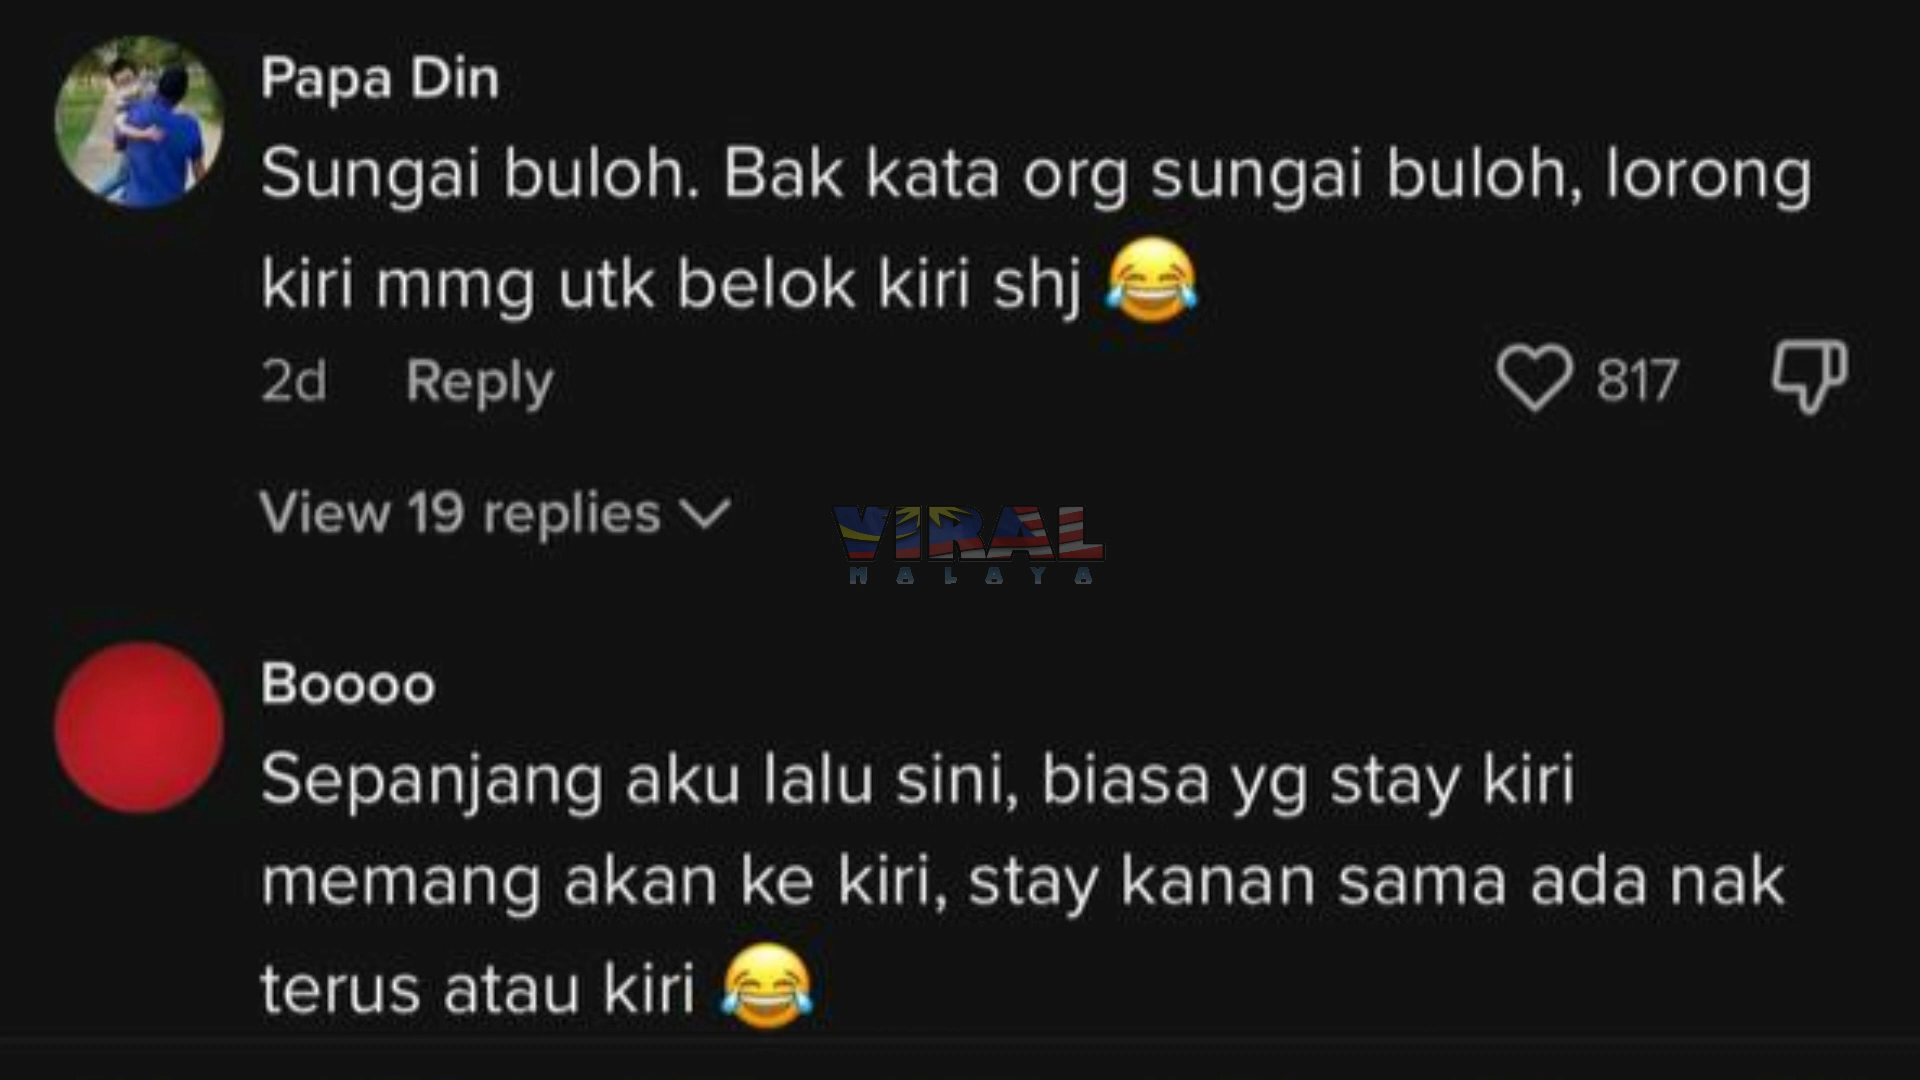 Papa Din
Sungai buloh. Bak kata org sungai buloh, lorong
kiri mmg utk belok kiri shj 😂
2d Reply 817
View 19 replies
VIRAL
MALAYA
Boooo
Sepanjang aku lalu sini, biasa yg stay kiri
memang akan ke kiri, stay kanan sama ada nak
terus atau kiri 😂